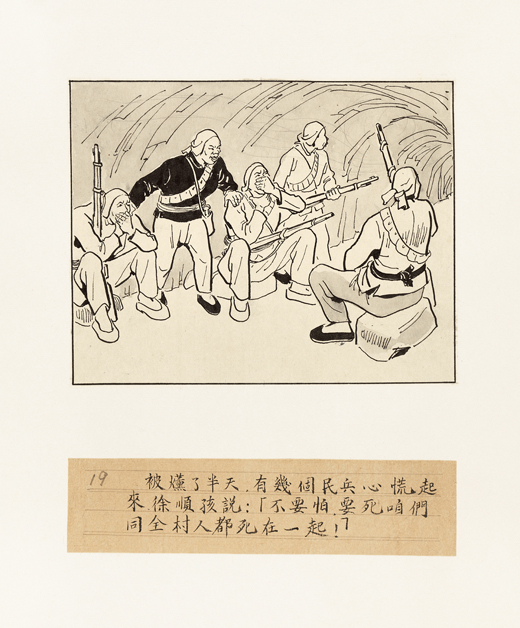 19
被燻了半天，有幾個民兵心慌起
來，徐順孩説：「不要怕，要死咱們
同全村人都死在一起！」